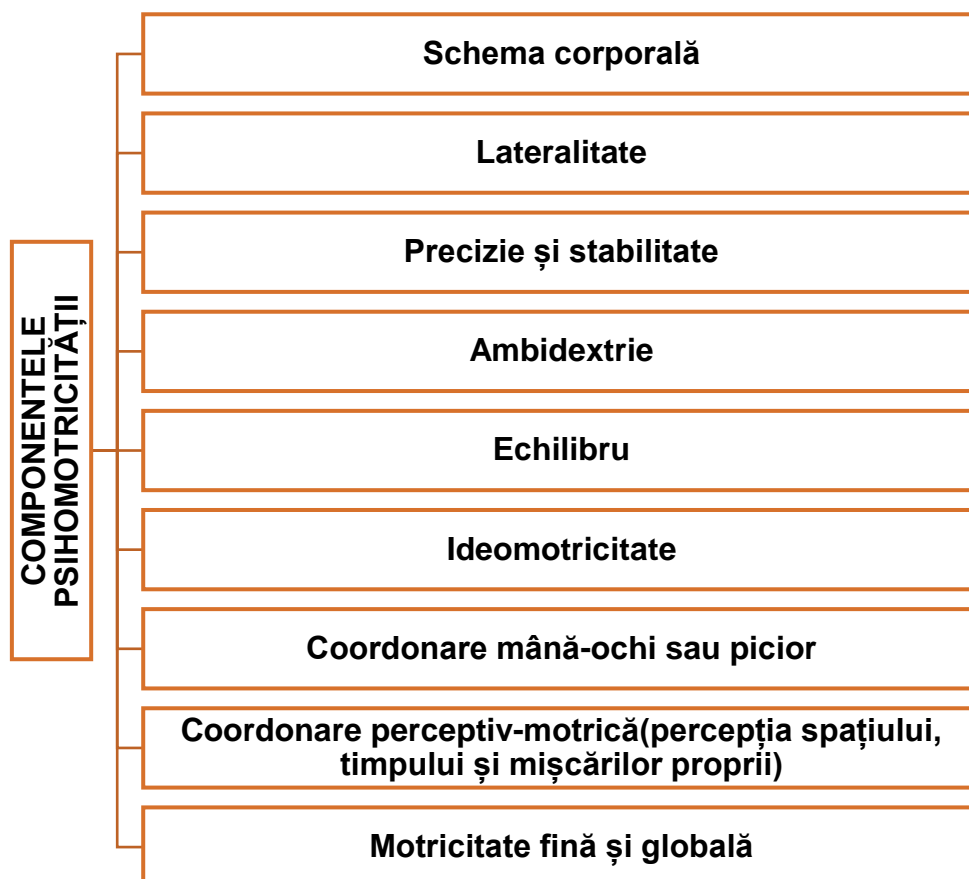 COMPONENTELE
PSIHOMOTRICITĂȚII
Schema corporală
Lateralitate
Precizie și stabilitate
Ambidextrie
Echilibru
Ideomotricitate
Coordonare mână-ochi sau picior
Coordonare perceptiv-motrică(percepția spațiului,
timpului și mișcărilor proprii)
Motricitate fină și globală